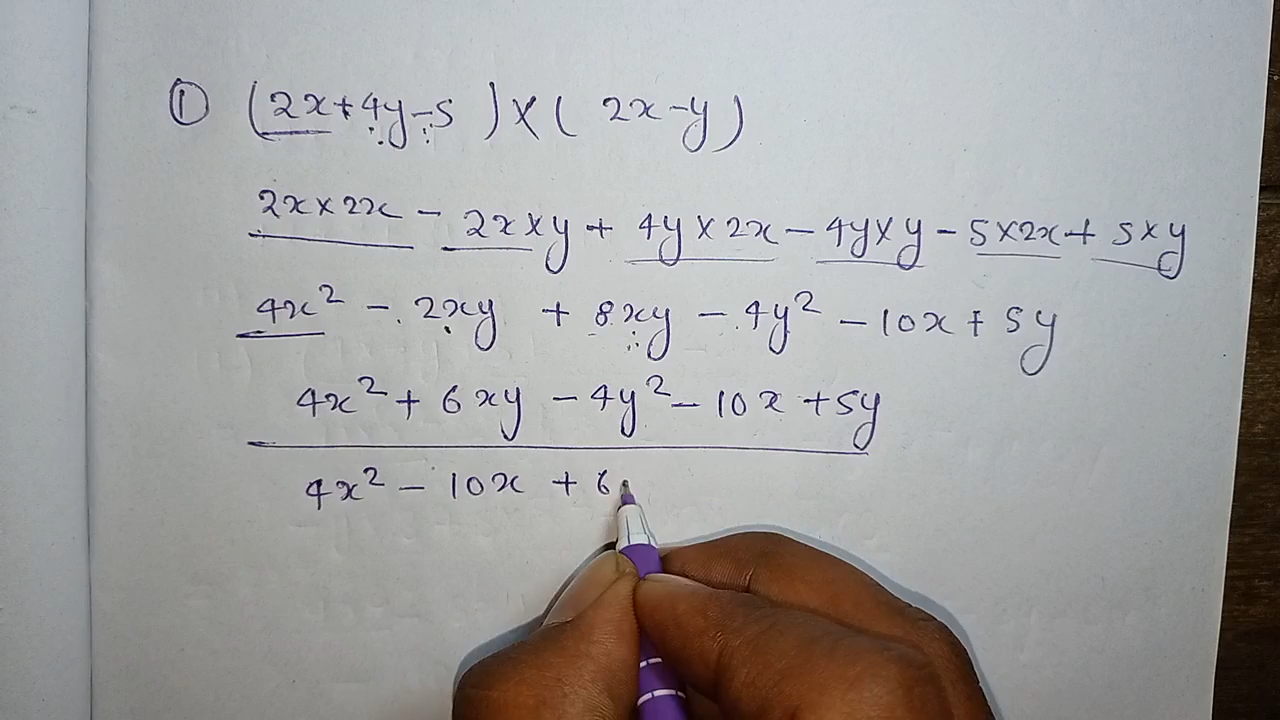 ① (2x+4y-5)×(2x-y)
2x×2x - 2x×y + 4y×2x - 4y×y - 5×2x + 5×y
4x² - 2xy + 8xy - 4y² - 10x + 5y
4x² + 6xy - 4y² - 10x + 5y
4x² - 10x + 6